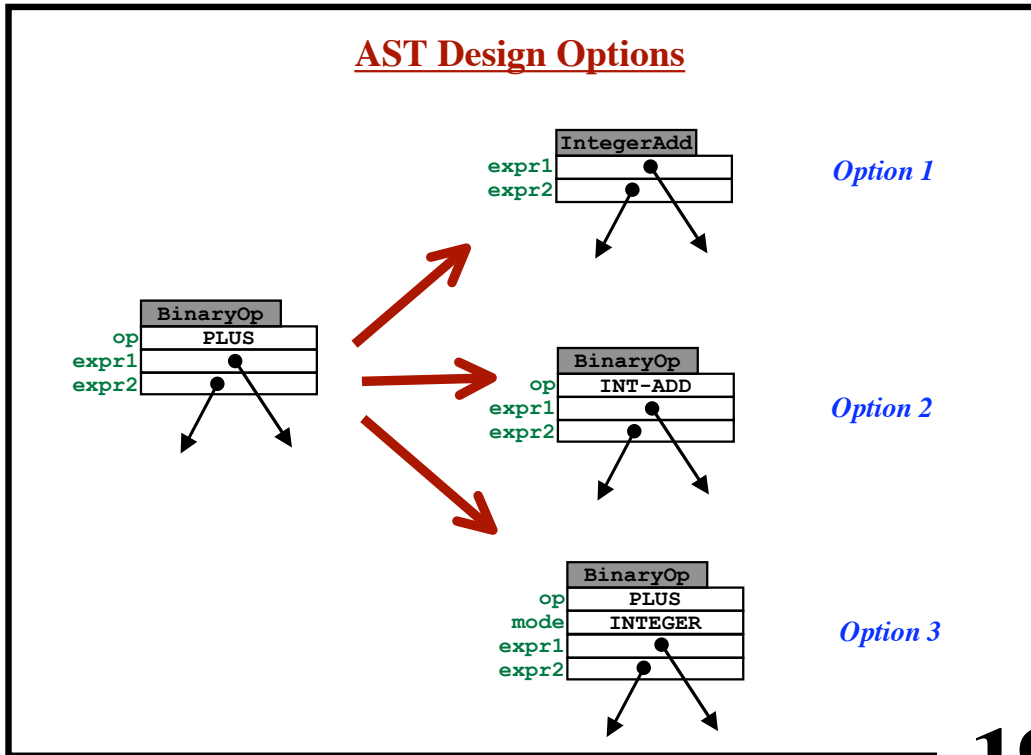 AST Design Options
IntegerAdd
expr1
expr2
Option 1
BinaryOp
op PLUS
expr1
expr2
BinaryOp
op INT-ADD
expr1
expr2
Option 2
BinaryOp
op PLUS
mode INTEGER
expr1
expr2
Option 3